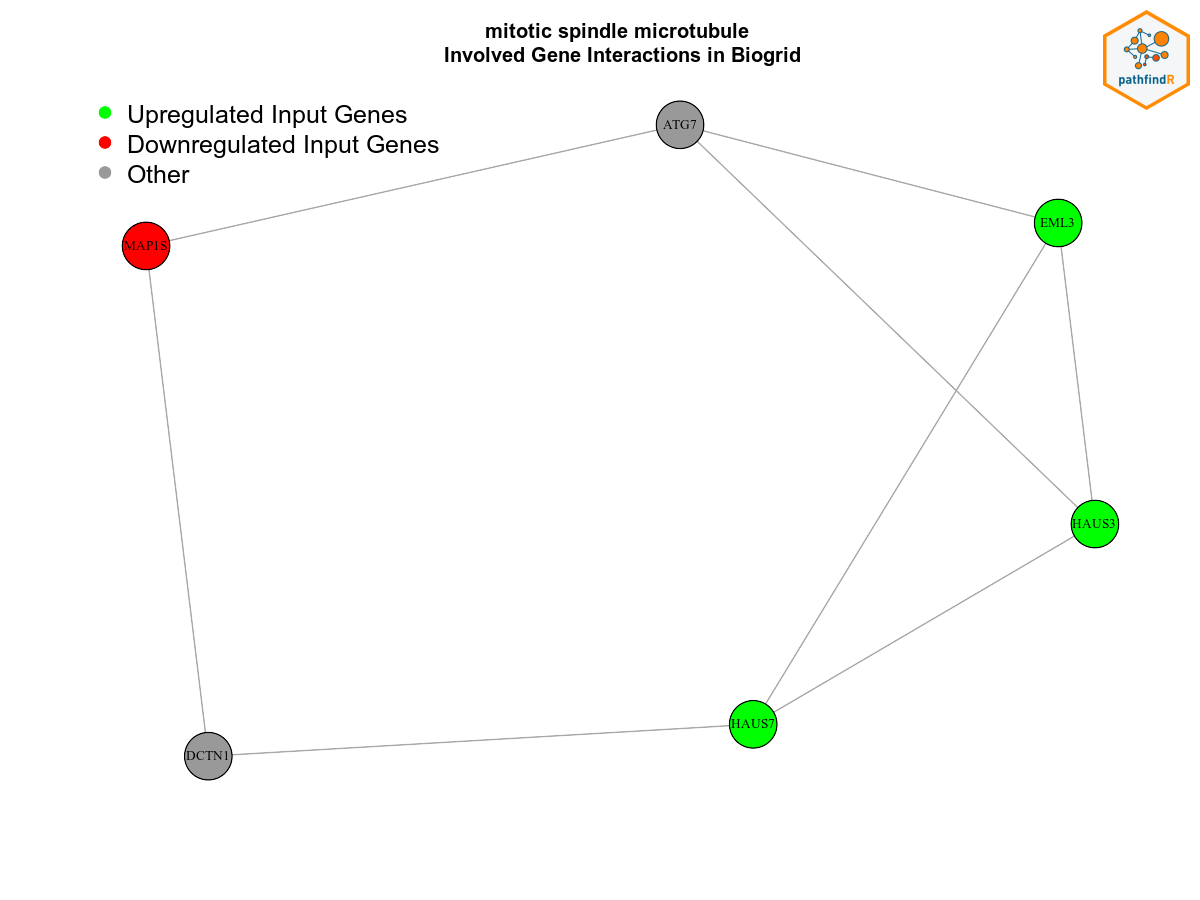 mitotic spindle microtubule
Involved Gene Interactions in Biogrid
pathfindR
Upregulated Input Genes
Downregulated Input Genes
Other
ATG7
EML3
MAP1S
HAUS3
HAUS7
DCTN1